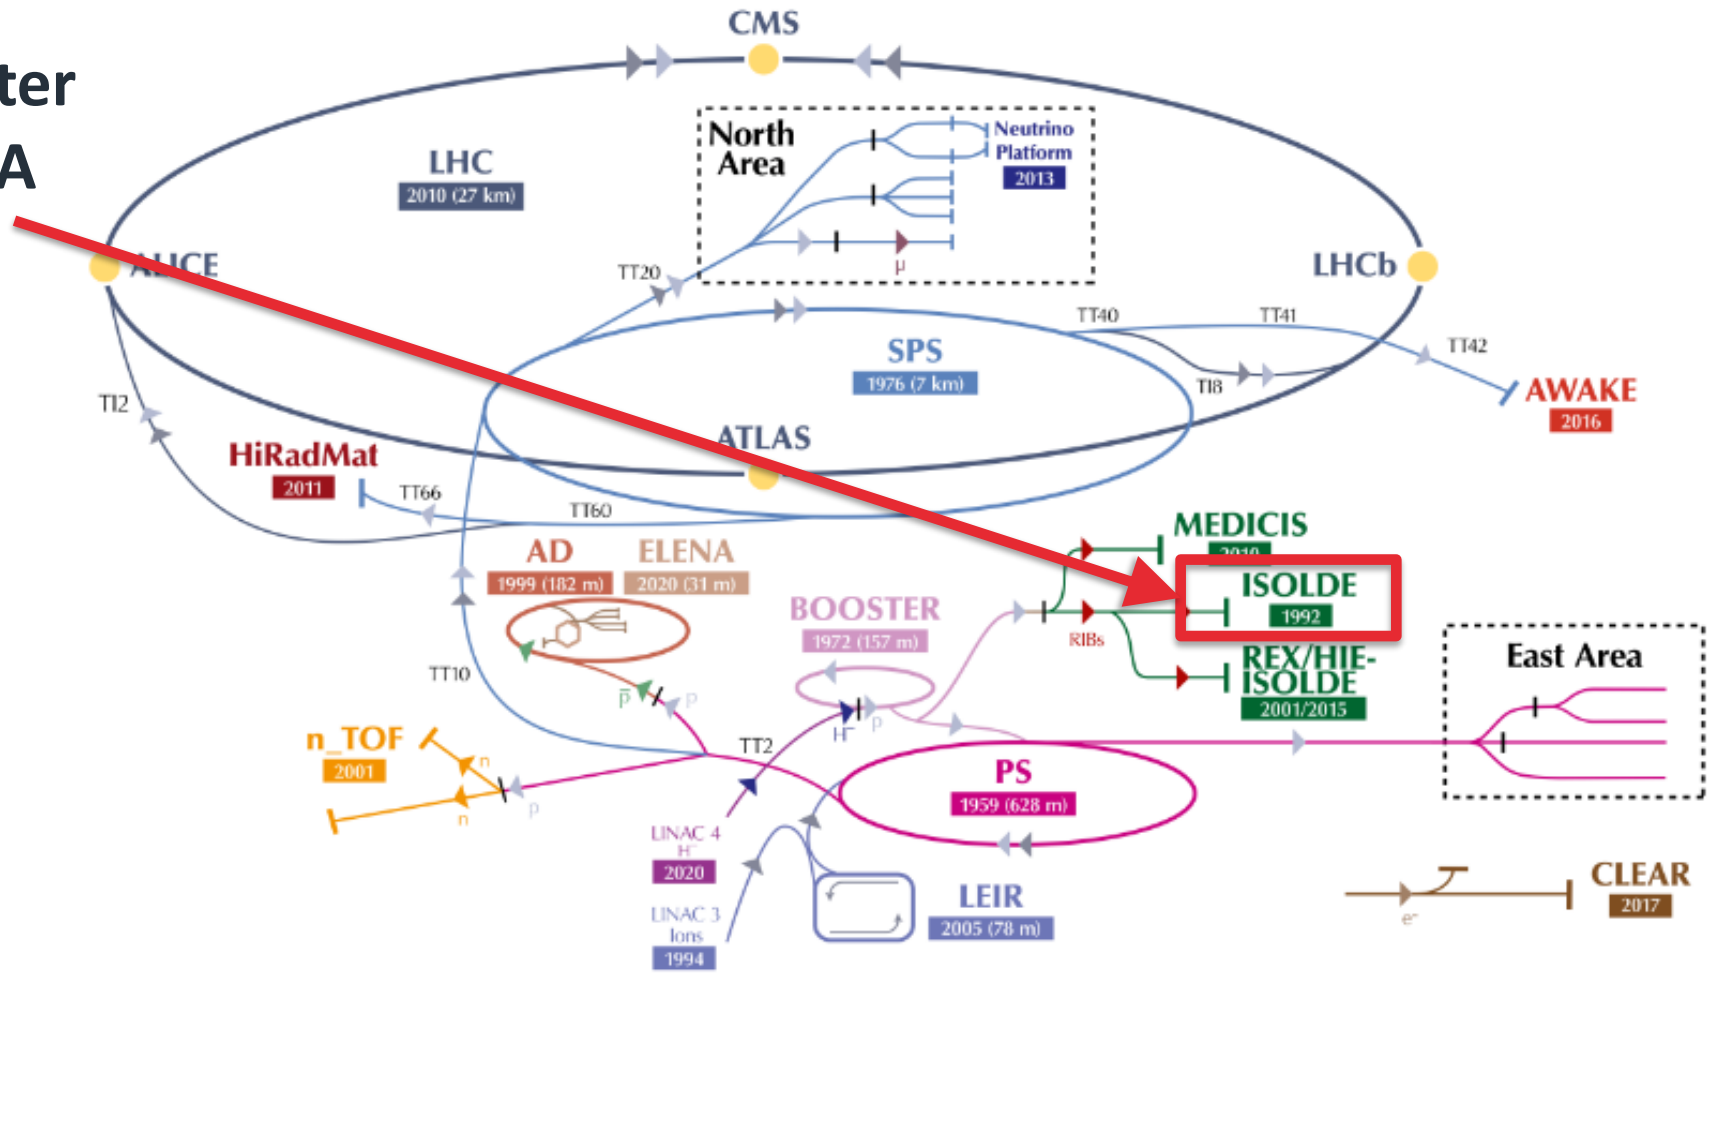 CMS
ter
A
North
Area
Neutrino
Platform
2013
LHC
2010 (27 km)
μ
ALICE
LHCb
TT20
TT40
TT41
TT42
SPS
1976 (7 km)
TI8
AWAKE
2016
TI2
ATLAS
HiRadMat
2011
TT66
TT60
MEDICIS
2010
AD
1999 (182 m)
ELENA
2020 (31 m)
ISOLDE
1992
BOOSTER
1972 (157 m)
RIBs
REX/HIE-
ISOLDE
2001/2015
East Area
TT10
p̅
p
H⁻
p
n_TOF
2001
n
n
p
TT2
PS
1959 (628 m)
LINAC 4
H⁻
2020
LINAC 3
Ions
1994
LEIR
2005 (78 m)
CLEAR
2017
e⁻